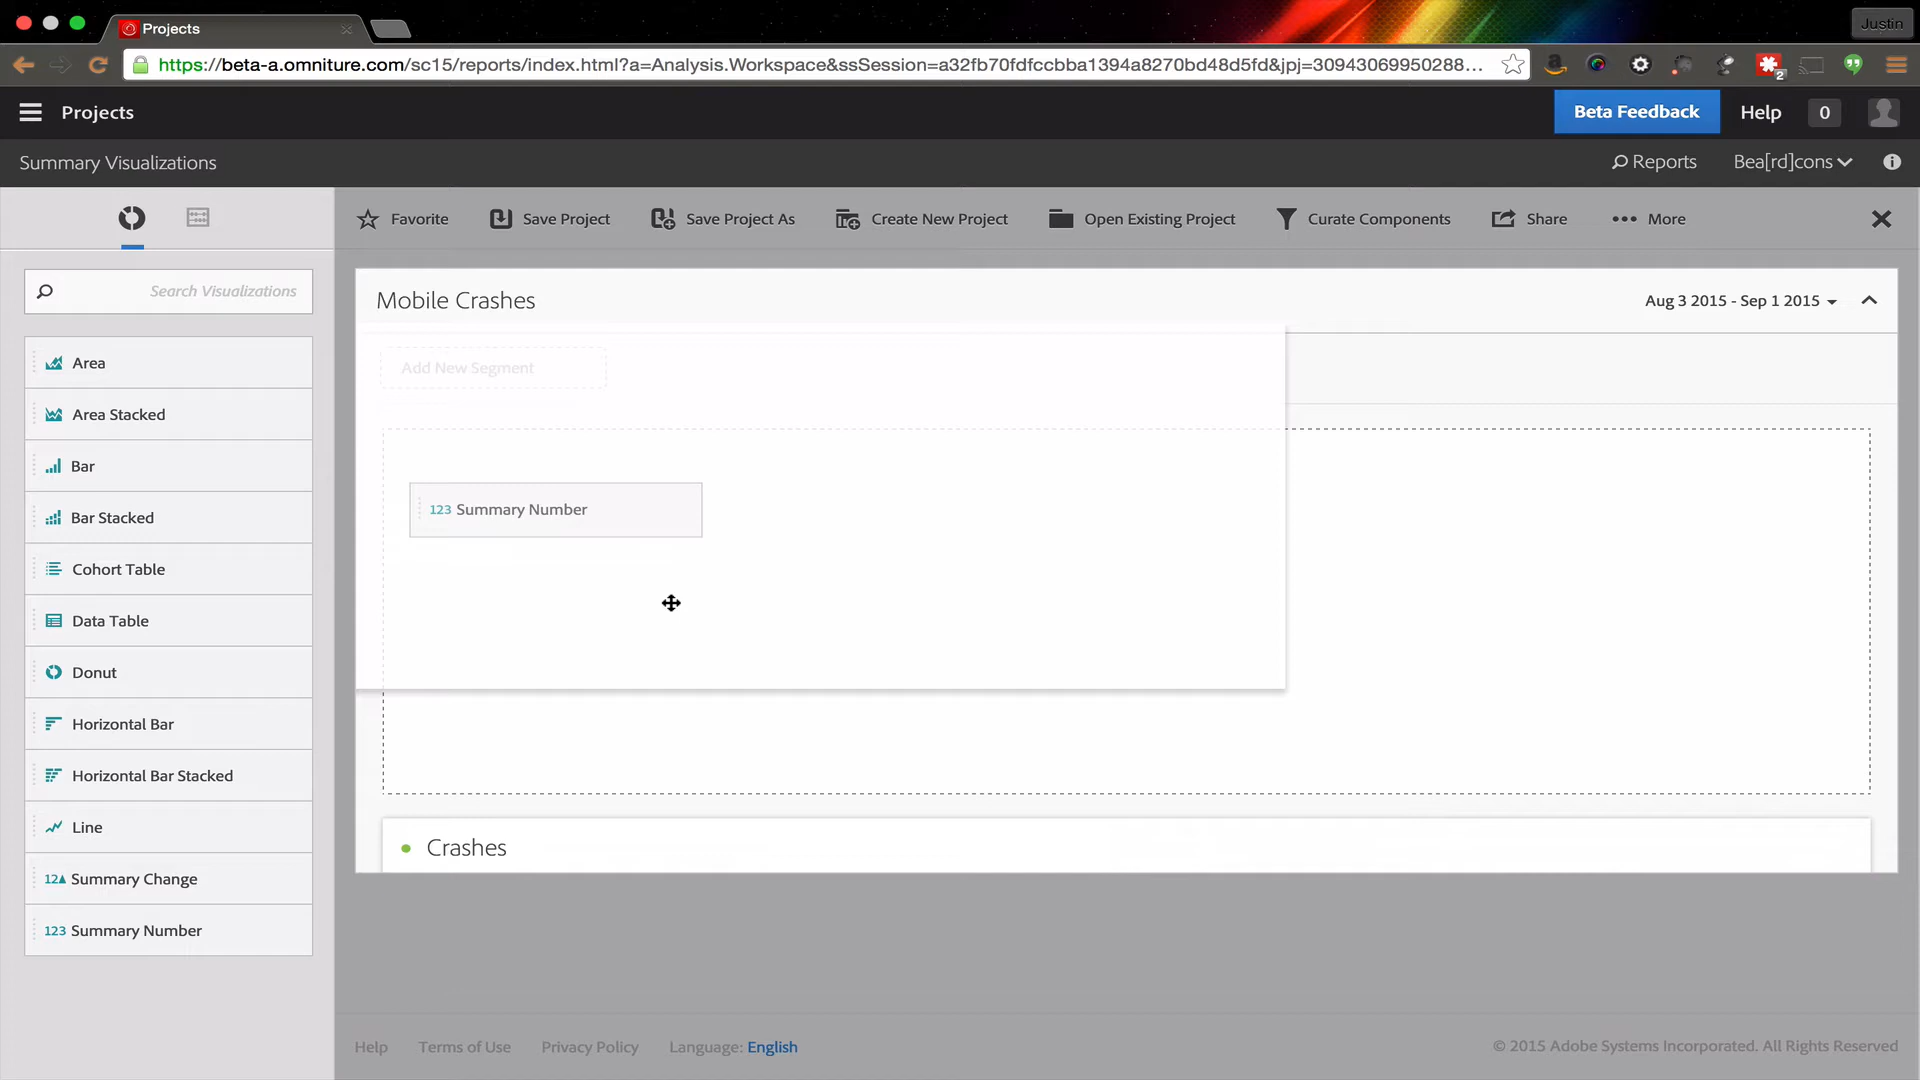 Projects
Justin
https://beta-a.omniture.com/sc15/reports/index.html?a=Analysis.Workspace&ssSession=a32fb70fdfccbba1394a8270bd48d5fd&jpj=30943069950288...
2
Projects
Beta Feedback
Help
0
Summary Visualizations
Reports
Bea[rd]cons
Favorite
Save Project
Save Project As
Create New Project
Open Existing Project
Curate Components
Share
More
Search Visualizations
Area
Area Stacked
Bar
Bar Stacked
Cohort Table
Data Table
Donut
Horizontal Bar
Horizontal Bar Stacked
Line
12▲ Summary Change
123 Summary Number
Mobile Crashes
Aug 3 2015 - Sep 1 2015
Add New Segment
123 Summary Number
Crashes
Help
Terms of Use
Privacy Policy
Language: English
© 2015 Adobe Systems Incorporated. All Rights Reserved